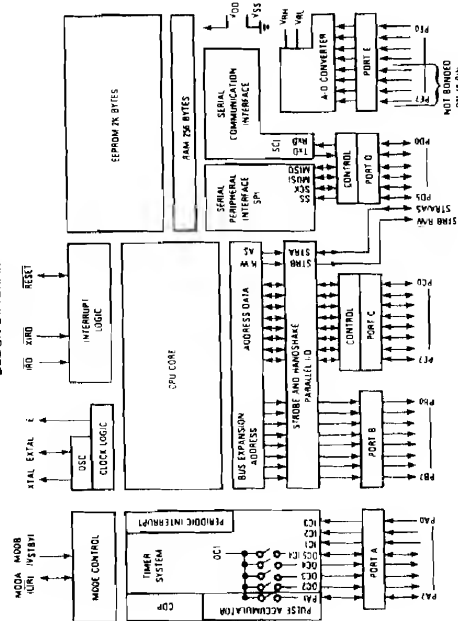 MODA
(LIR)
MODB
(VSTBY)
XTAL
EXTAL
E
IRQ
XIRQ
RESET
MODE CONTROL
OSC
CLOCK LOGIC
INTERRUPT
LOGIC
EEPROM 2K BYTES
RAM 256 BYTES
VDD
VSS
TIMER
SYSTEM
PERIODIC INTERRUPT
COP
PULSE ACCUMULATOR
OC1
PA1
OC2
OC3
OC4
OC5/IC4
IC1
IC2
IC3
CPU CORE
BUS EXPANSION
ADDRESS
ADDRESS DATA
R/W
AS
STROBE AND HANDSHAKE
PARALLEL I/O
STRB
STRA
SERIAL
PERIPHERAL
INTERFACE
SPI
SS
SCK
MOSI
MISO
SERIAL
COMMUNICATION
INTERFACE
SCI
TxD
RxD
VRH
VRL
A-D CONVERTER
PORT A
PORT B
CONTROL
PORT C
CONTROL
PORT D
PORT E
PA7
PA0
PB7
PB0
PC7
PC0
STRB R/W
STRA/AS
PD5
PD0
PE7
PE0
NOT BONDED